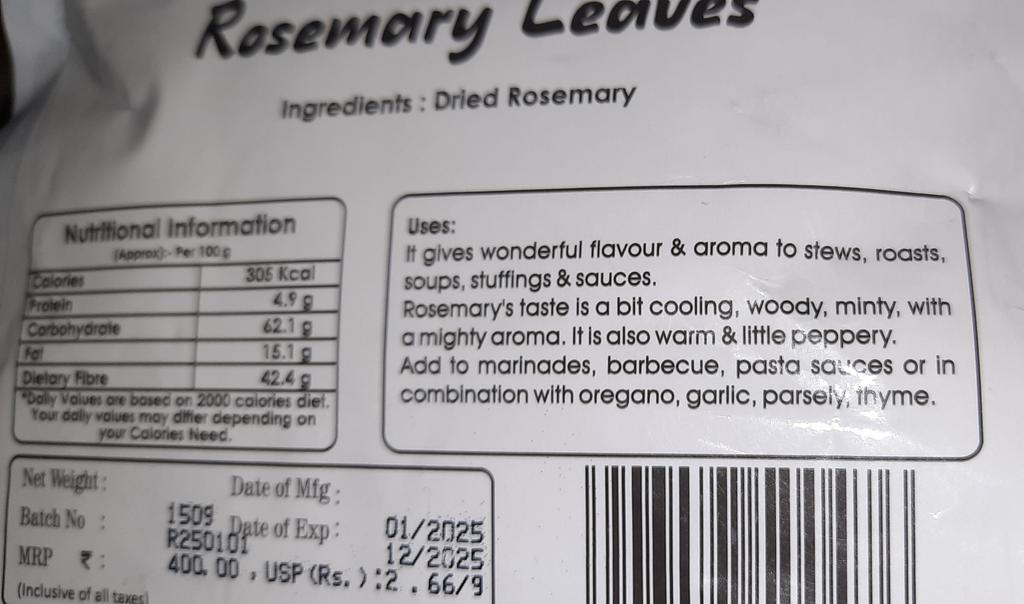 Rosemary Leaves
Ingredients : Dried Rosemary
Nutritional Information
(Approx):- Per 100 g
Calories 305 Kcal
Protein 4.9 g
Carbohydrate 62.1 g
Fat 15.1 g
Dietary Fibre 42.4 g
*Daily Values are based on 2000 calories diet.
Your daily values may differ depending on
your Calories Need.
Uses:
It gives wonderful flavour & aroma to stews, roasts,
soups, stuffings & sauces.
Rosemary's taste is a bit cooling, woody, minty, with
a mighty aroma. It is also warm & little peppery.
Add to marinades, barbecue, pasta sauces or in
combination with oregano, garlic, parsely, thyme.
Net Weight : 150g
Date of Mfg : 01/2025
Batch No : R250101
Date of Exp : 12/2025
MRP ₹ : 400.00 , USP (Rs. ):2.66/g
(Inclusive of all taxes)